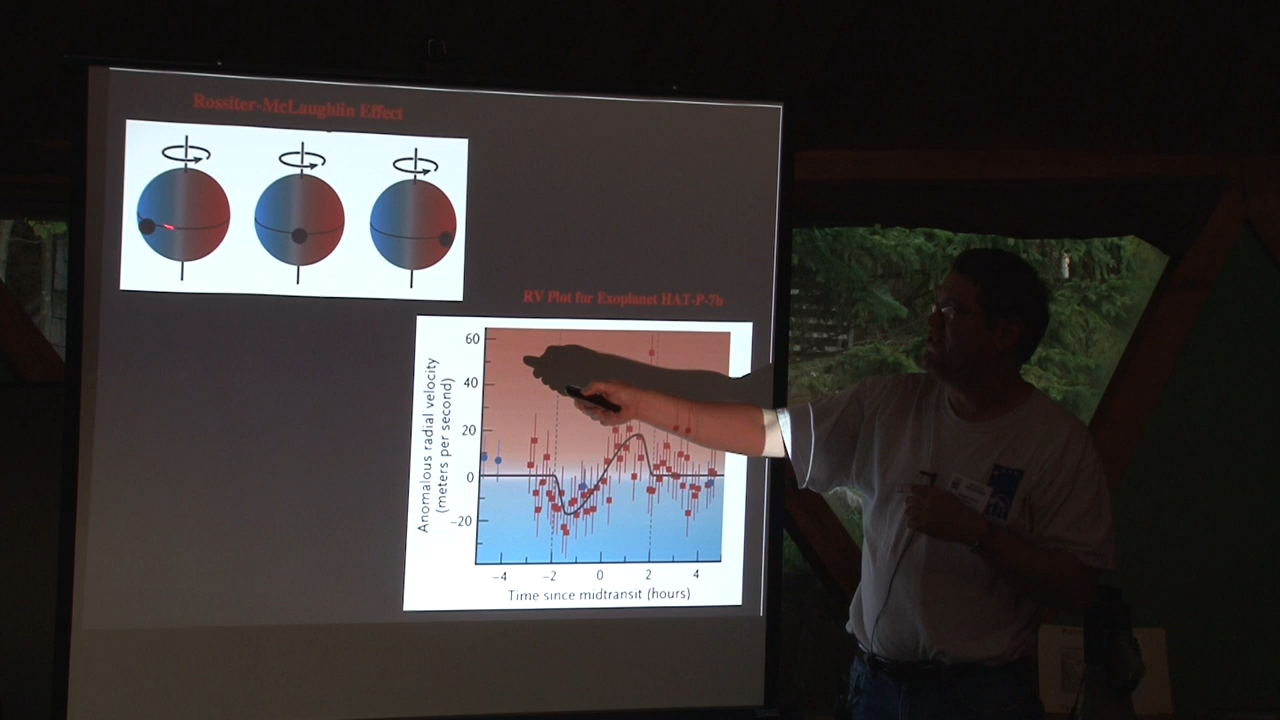 Rossiter-McLaughlin Effect
RV Plot for Exoplanet HAT-P-7b
Anomalous radial velocity
(meters per second)
60
40
20
0
−20
−4 −2 0 2 4
Time since midtransit (hours)